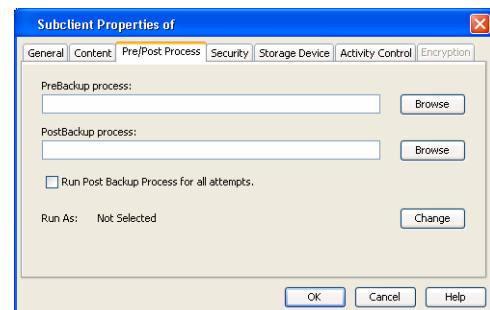 Subclient Properties of
General Content Pre/Post Process Security Storage Device Activity Control Encryption
PreBackup process:
Browse
PostBackup process:
Browse
Run Post Backup Process for all attempts.
Run As: Not Selected Change
OK Cancel Help